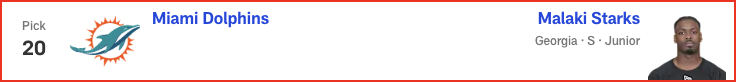 Pick
20
Miami Dolphins
Malaki Starks
Georgia · S · Junior